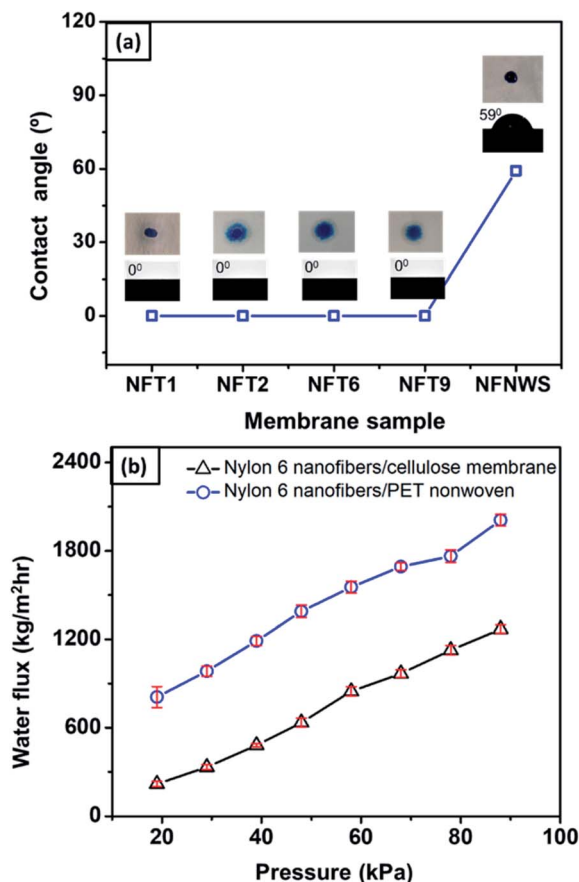 (a)
120
90
60
30
0
Contact angle (º)
59⁰
0⁰
0⁰
0⁰
0⁰
NFT1 NFT2 NFT6 NFT9 NFNWS
Membrane sample
(b)
2400
1800
1200
600
0
Water flux (kg/m²hr)
Nylon 6 nanofibers/cellulose membrane
Nylon 6 nanofibers/PET nonwoven
20 40 60 80 100
Pressure (kPa)